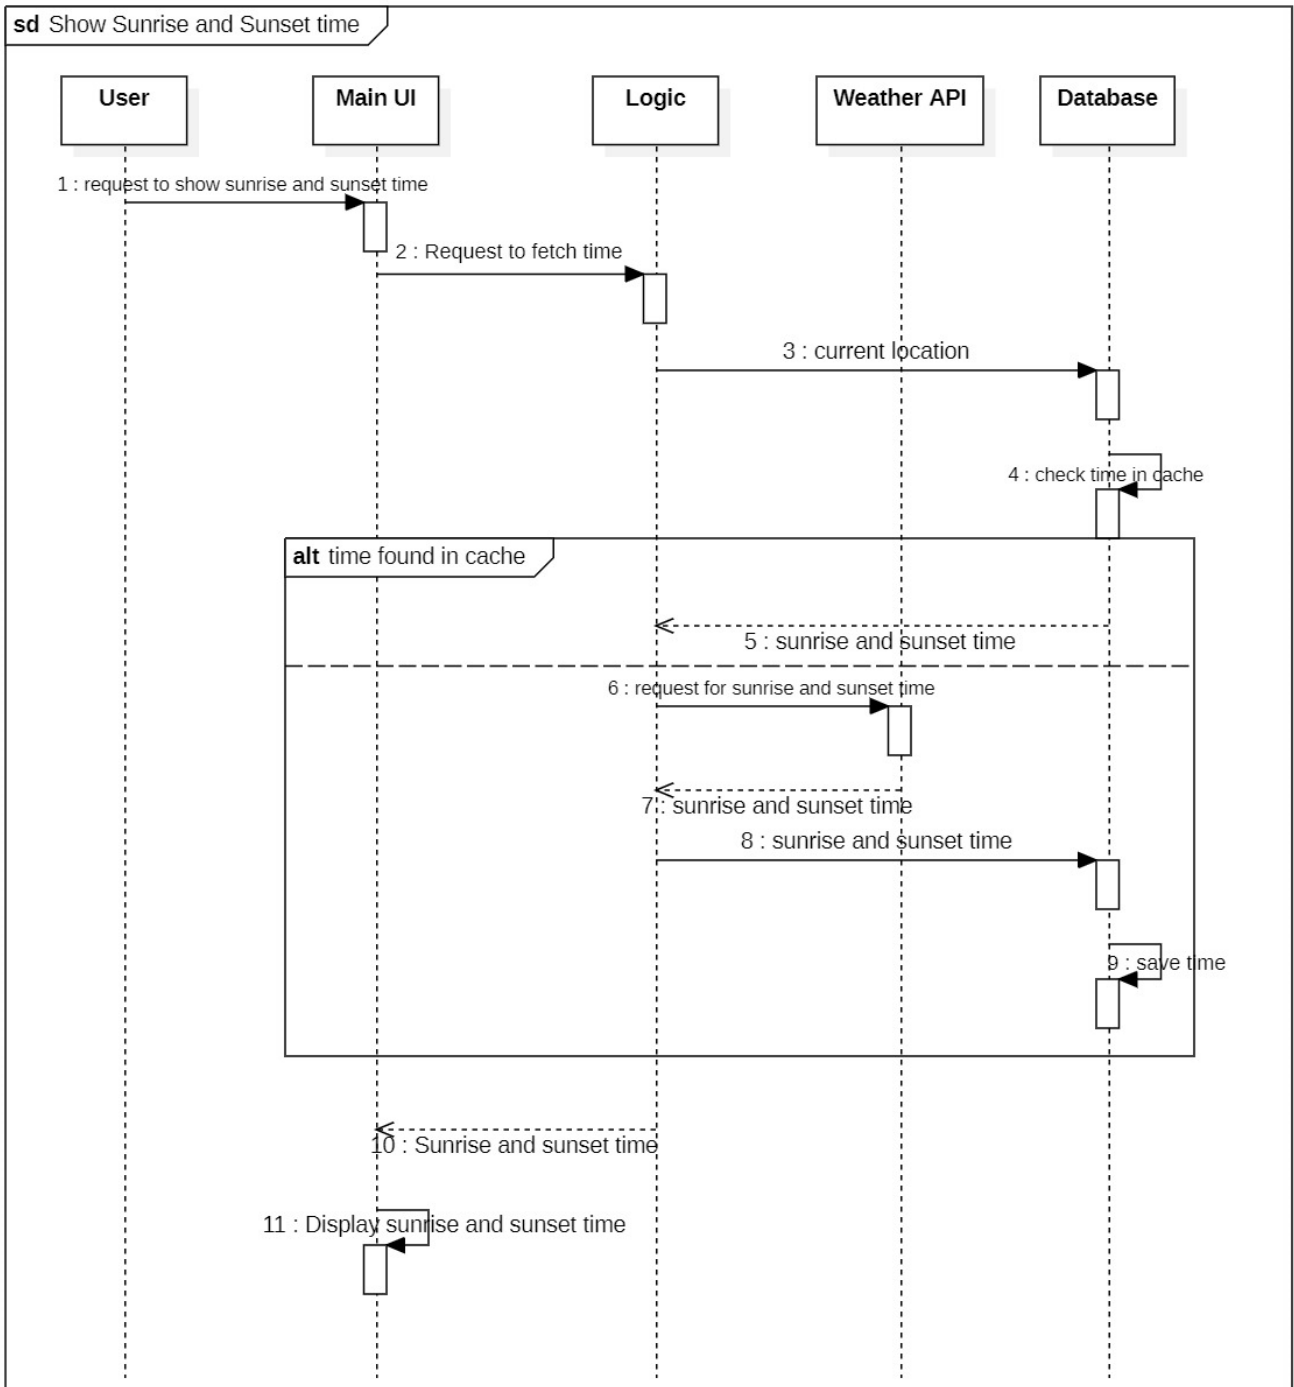 sd Show Sunrise and Sunset time
User
Main UI
Logic
Weather API
Database
1 : request to show sunrise and sunset time
2 : Request to fetch time
3 : current location
4 : check time in cache
alt time found in cache
5 : sunrise and sunset time
6 : request for sunrise and sunset time
7 : sunrise and sunset time
8 : sunrise and sunset time
9 : save time
10 : Sunrise and sunset time
11 : Display sunrise and sunset time